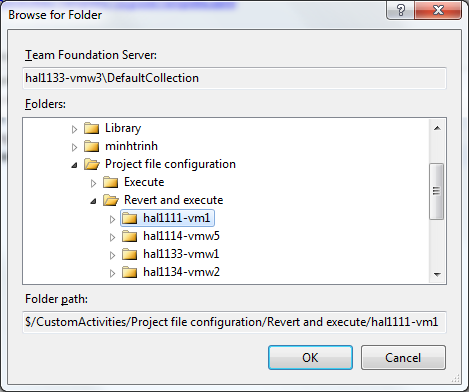 Browse for Folder
Team Foundation Server:
hal1133-vmw3\DefaultCollection
Folders:
Library
minhtrinh
Project file configuration
Execute
Revert and execute
hal1111-vm1
hal1114-vmw5
hal1133-vmw1
hal1134-vmw2
Folder path:
$/CustomActivities/Project file configuration/Revert and execute/hal1111-vm1
OK Cancel